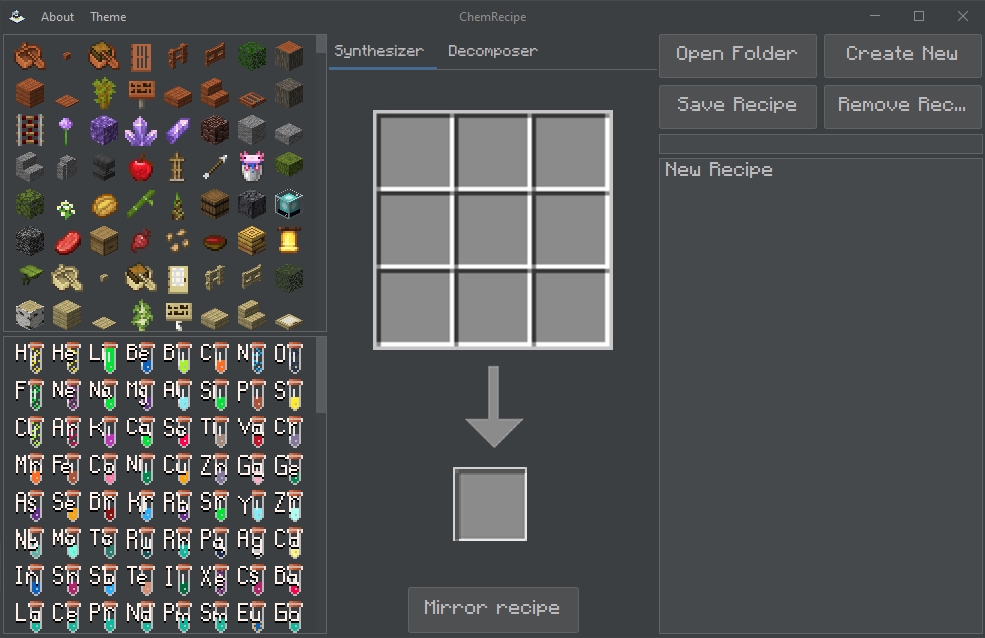 About Theme ChemRecipe
Synthesizer Decomposer
Open Folder Create New
Save Recipe Remove Rec...
New Recipe
H He Li Be B C N O
F Ne Na Mg Al Si P S
Cl Ar K Ca Sc Ti Va Cr
Mn Fe Co Ni Cu Zn Ga Ge
As Se Br Kr Rb Sr Y Zr
Nb Mo Tc Ru Rh Pa Ag Cd
In Sn Sb Te I Xe Cs Ba
La Ce Pr Nd Pm Sm Eu Gd
Mirror recipe